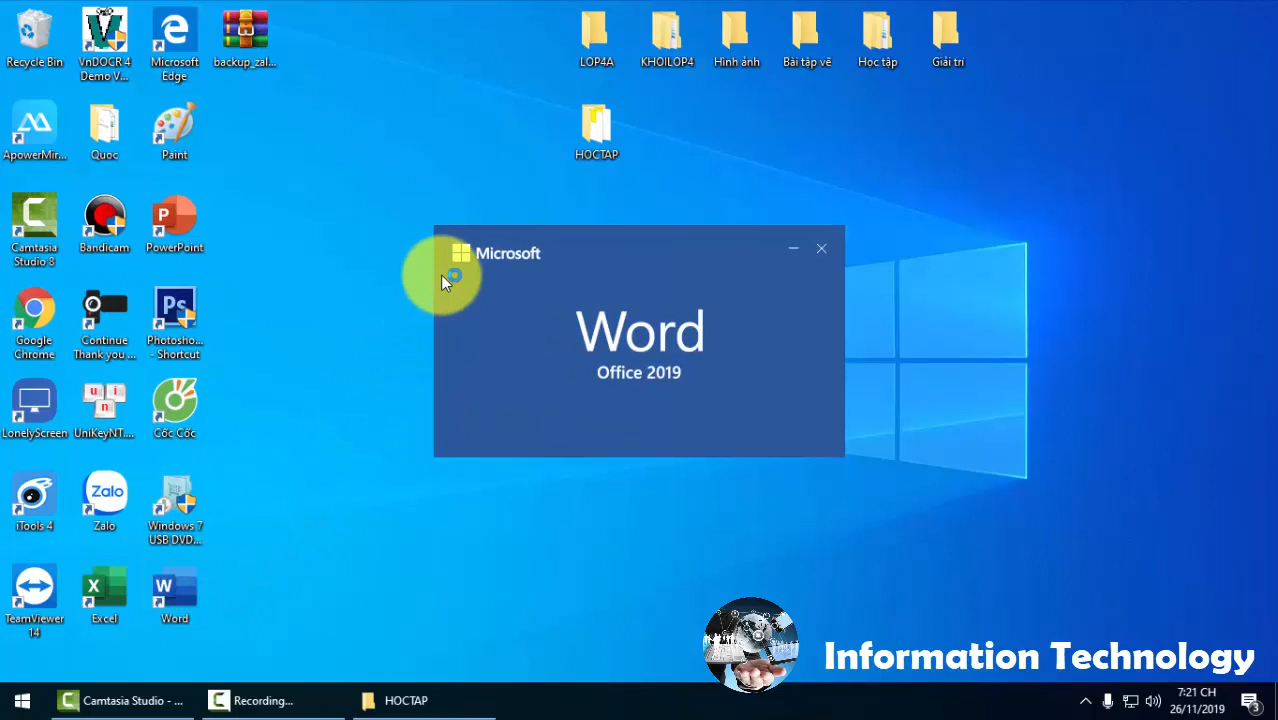 Recycle Bin
VnDOCR 4
Demo V...
Microsoft
Edge
backup_zal...
LOP4A
KHOILOP4
Hình ảnh
Bài tập vẽ
Học tập
Giải trí
ApowerMir...
Quoc
Paint
HOCTAP
Camtasia
Studio 8
Bandicam
PowerPoint
Microsoft
Word
Office 2019
Google
Chrome
Continue
Thank you ...
Photosho...
- Shortcut
LonelyScreen
UniKeyNT....
Cốc Cốc
iTools 4
Zalo
Zalo
Windows 7
USB DVD...
TeamViewer
14
Excel
Word
Information Technology
Camtasia Studio - ...
Recording...
HOCTAP
7:21 CH
26/11/2019
3